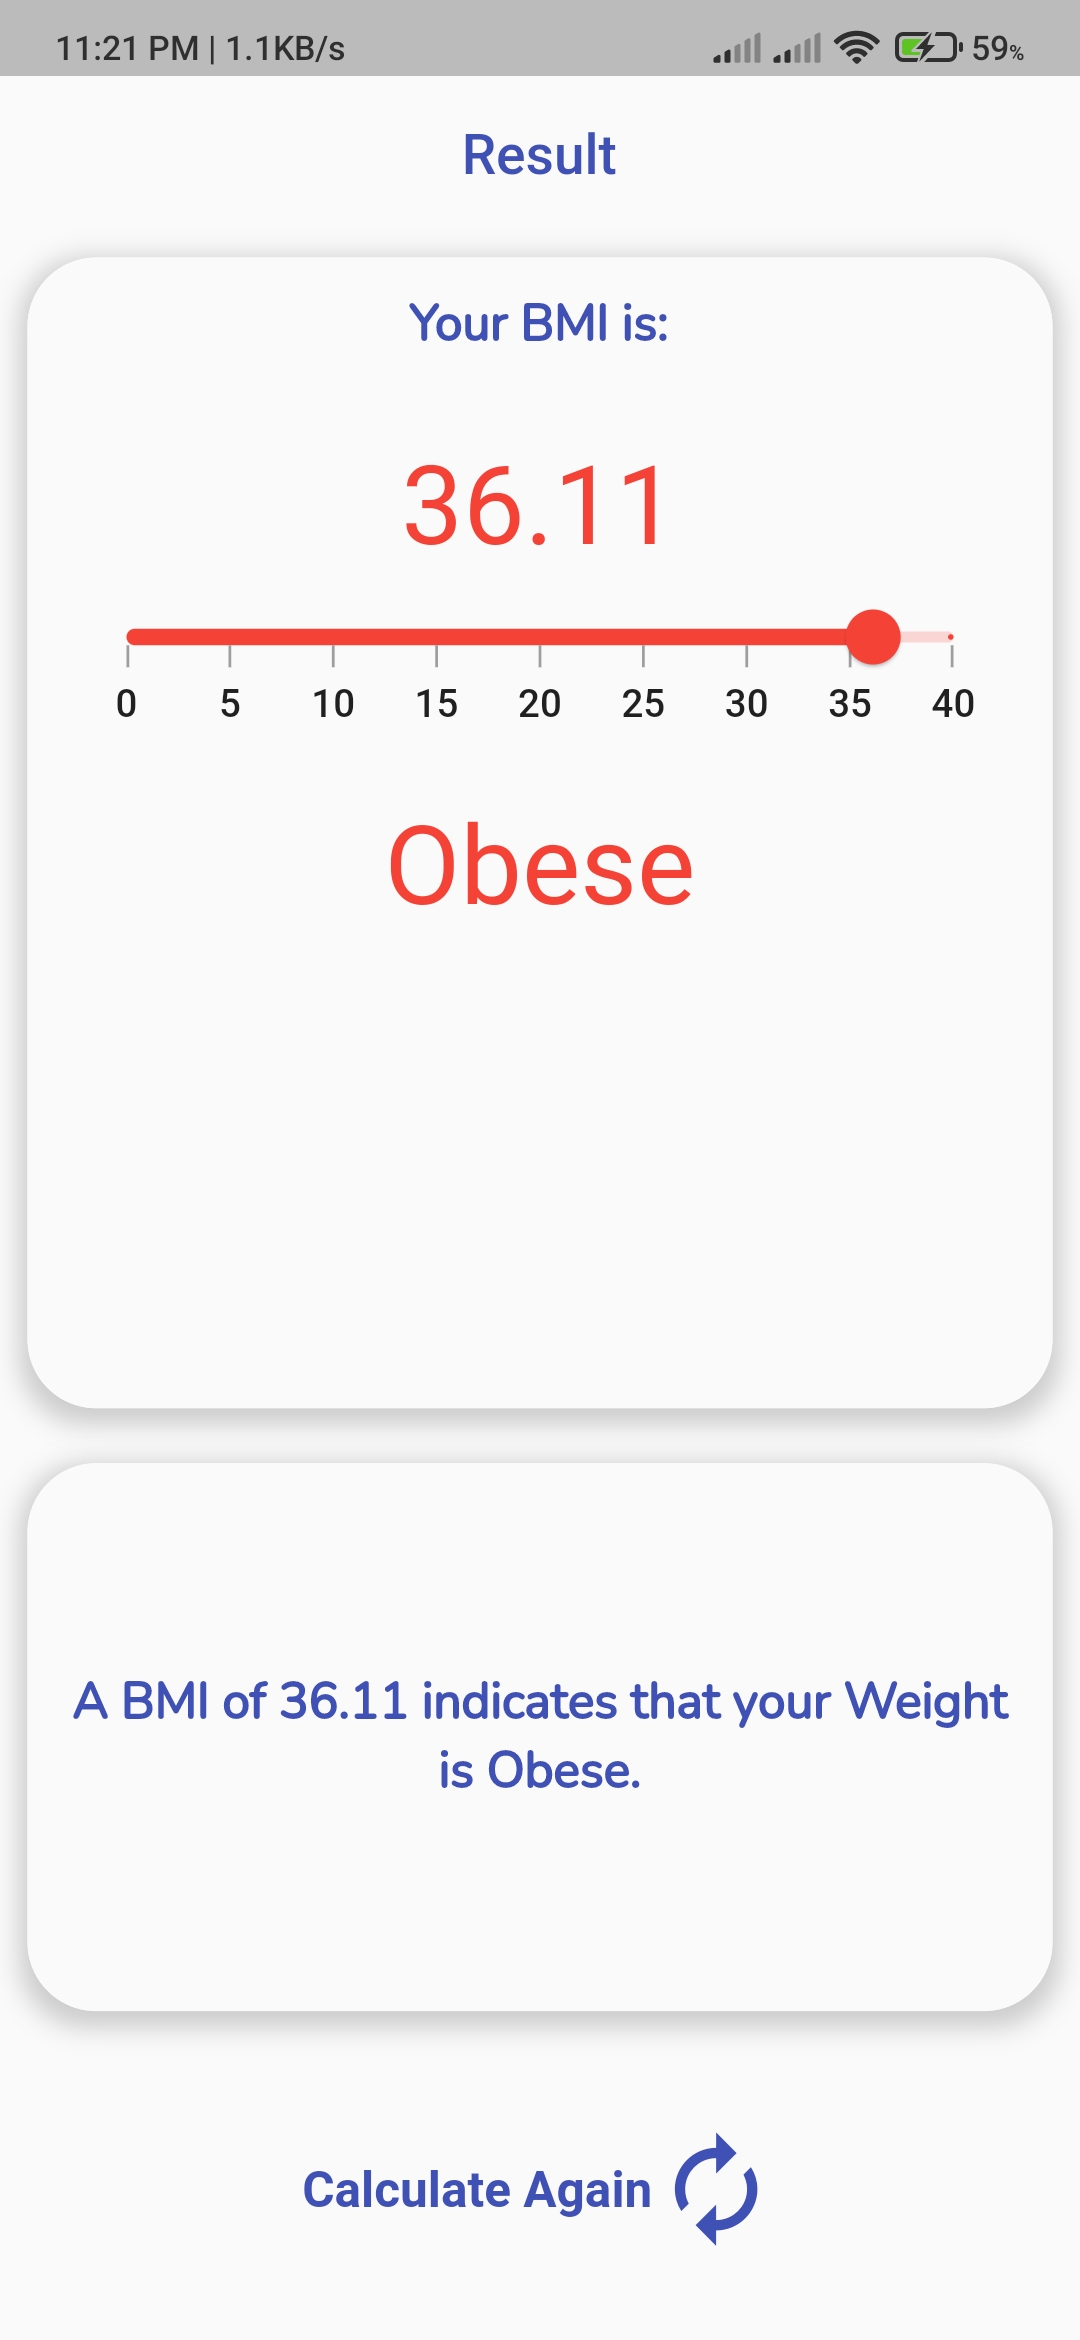 11:21 PM | 1.1KB/s 59%
Result
Your BMI is:
36.11
0 5 10 15 20 25 30 35 40
Obese
A BMI of 36.11 indicates that your Weight
is Obese.
Calculate Again